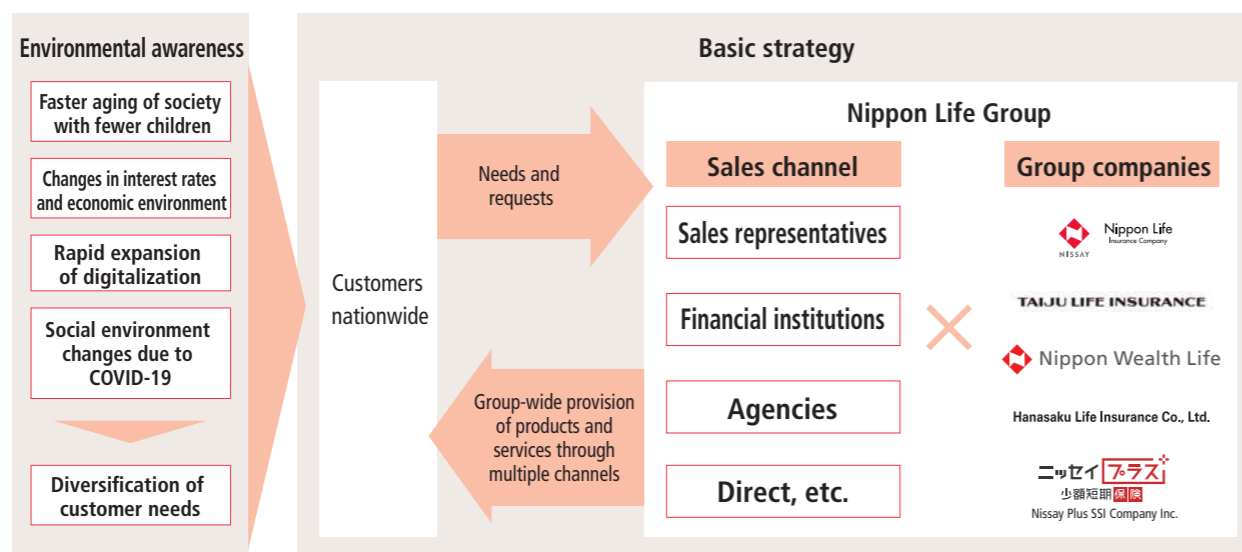 Environmental awareness
Faster aging of society
with fewer children
Changes in interest rates
and economic environment
Rapid expansion
of digitalization
Social environment
changes due to
COVID-19
Diversification of
customer needs
Basic strategy
Customers
nationwide
Needs and
requests
Group-wide provision
of products and
services through
multiple channels
Nippon Life Group
Sales channel
Sales representatives
Financial institutions
Agencies
Direct, etc.
Group companies
NISSAY
Nippon Life
Insurance Company
TAIJU LIFE INSURANCE
Nippon Wealth Life
Hanasaku Life Insurance Co., Ltd.
ニッセイプラス
少額短期保険
Nissay Plus SSI Company Inc.